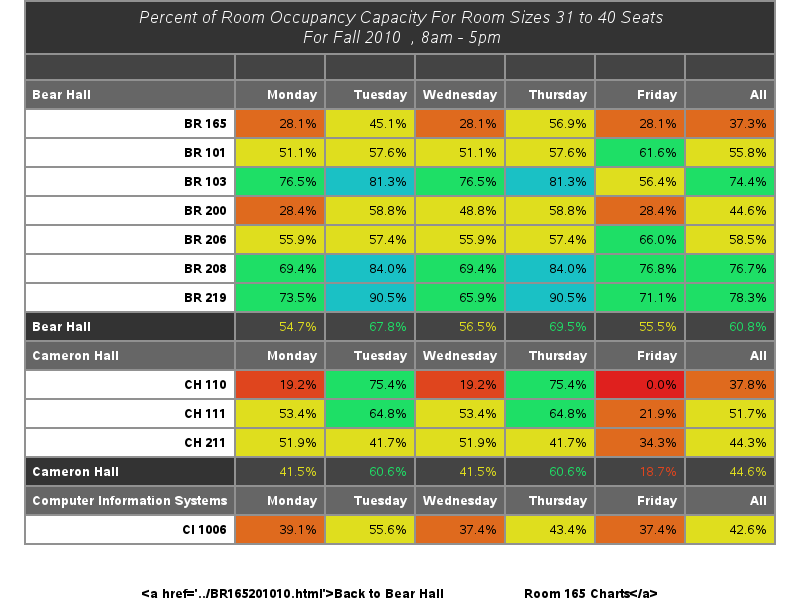 Percent of Room Occupancy Capacity For Room Sizes 31 to 40 Seats
For Fall 2010 , 8am - 5pm
Bear Hall Monday Tuesday Wednesday Thursday Friday All
BR 165 28.1% 45.1% 28.1% 56.9% 28.1% 37.3%
BR 101 51.1% 57.6% 51.1% 57.6% 61.6% 55.8%
BR 103 76.5% 81.3% 76.5% 81.3% 56.4% 74.4%
BR 200 28.4% 58.8% 48.8% 58.8% 28.4% 44.6%
BR 206 55.9% 57.4% 55.9% 57.4% 66.0% 58.5%
BR 208 69.4% 84.0% 69.4% 84.0% 76.8% 76.7%
BR 219 73.5% 90.5% 65.9% 90.5% 71.1% 78.3%
Bear Hall 54.7% 67.8% 56.5% 69.5% 55.5% 60.8%
Cameron Hall Monday Tuesday Wednesday Thursday Friday All
CH 110 19.2% 75.4% 19.2% 75.4% 0.0% 37.8%
CH 111 53.4% 64.8% 53.4% 64.8% 21.9% 51.7%
CH 211 51.9% 41.7% 51.9% 41.7% 34.3% 44.3%
Cameron Hall 41.5% 60.6% 41.5% 60.6% 18.7% 44.6%
Computer Information Systems Monday Tuesday Wednesday Thursday Friday All
CI 1006 39.1% 55.6% 37.4% 43.4% 37.4% 42.6%
<a href='../BR165201010.html'>Back to Bear Hall Room 165 Charts</a>